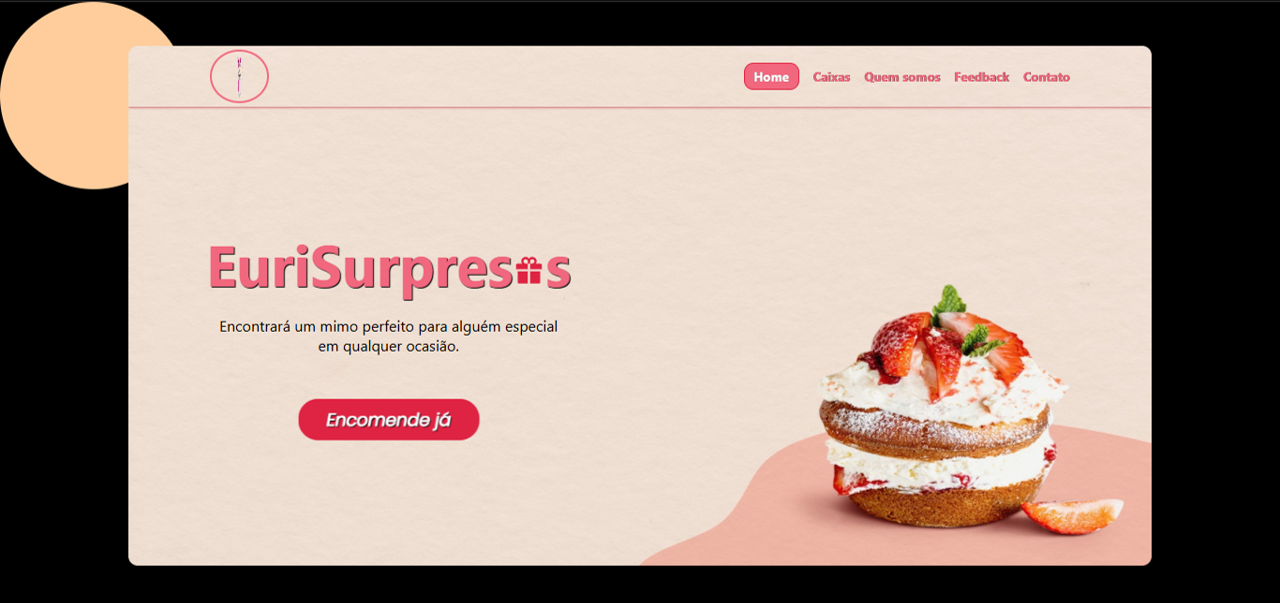 Home Caixas Quem somos Feedback Contato
EuriSurpres s
Encontrará um mimo perfeito para alguém especial
em qualquer ocasião.
Encomende já